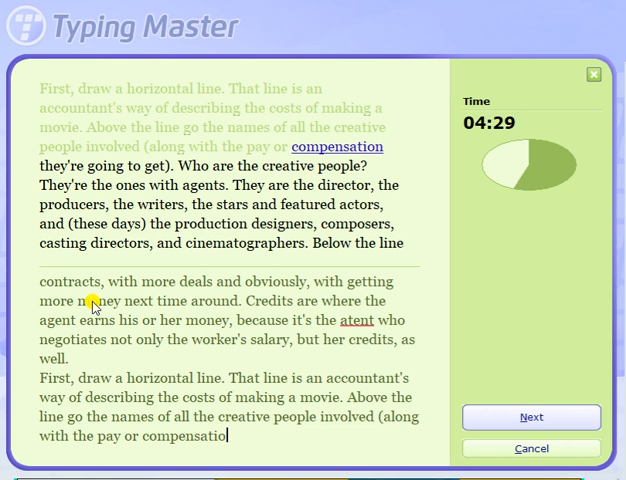 Typing Master
First, draw a horizontal line. That line is an
accountant's way of describing the costs of making a
movie. Above the line go the names of all the creative
people involved (along with the pay or compensation
they're going to get). Who are the creative people?
They're the ones with agents. They are the director, the
producers, the writers, the stars and featured actors,
and (these days) the production designers, composers,
casting directors, and cinematographers. Below the line
contracts, with more deals and obviously, with getting
more money next time around. Credits are where the
agent earns his or her money, because it's the atent who
negotiates not only the worker's salary, but her credits, as
well.
First, draw a horizontal line. That line is an accountant's
way of describing the costs of making a movie. Above the
line go the names of all the creative people involved (along
with the pay or compensatio
Time
04:29
Next
Cancel